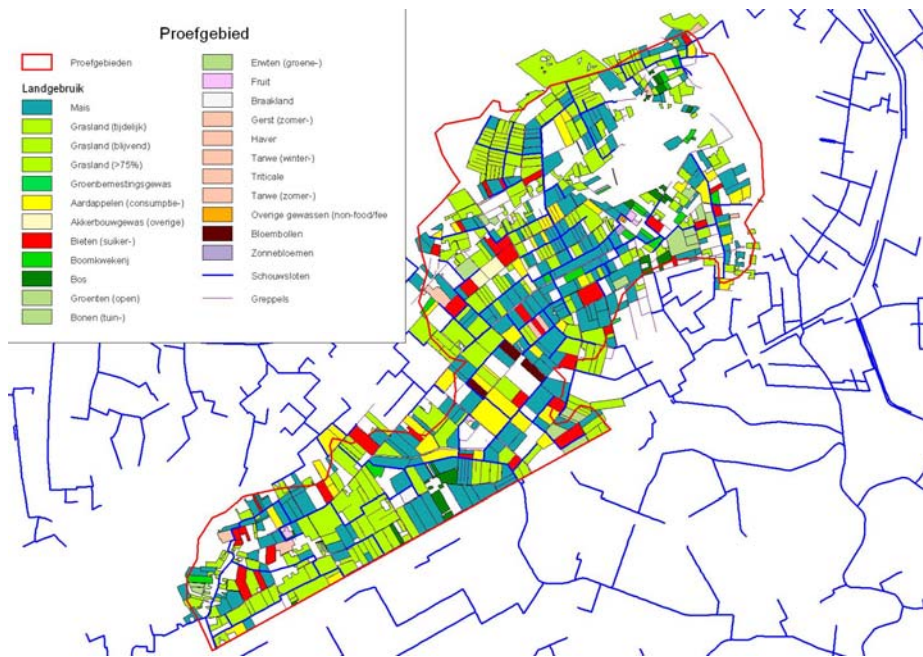 Proefgebied
Proefgebieden
Landgebruik
Mais
Grasland (tijdelijk)
Grasland (blijvend)
Grasland (>75%)
Groenbemestingsgewas
Aardappelen (consumptie-)
Akkerbouwgewas (overige)
Bieten (suiker-)
Boomkwekerij
Bos
Groenten (open)
Bonen (tuin-)
Erwten (groene-)
Fruit
Braakland
Gerst (zomer-)
Haver
Tarwe (winter-)
Triticale
Tarwe (zomer-)
Overige gewassen (non-food/fee
Bloembollen
Zonnebloemen
Schouwsloten
Greppels